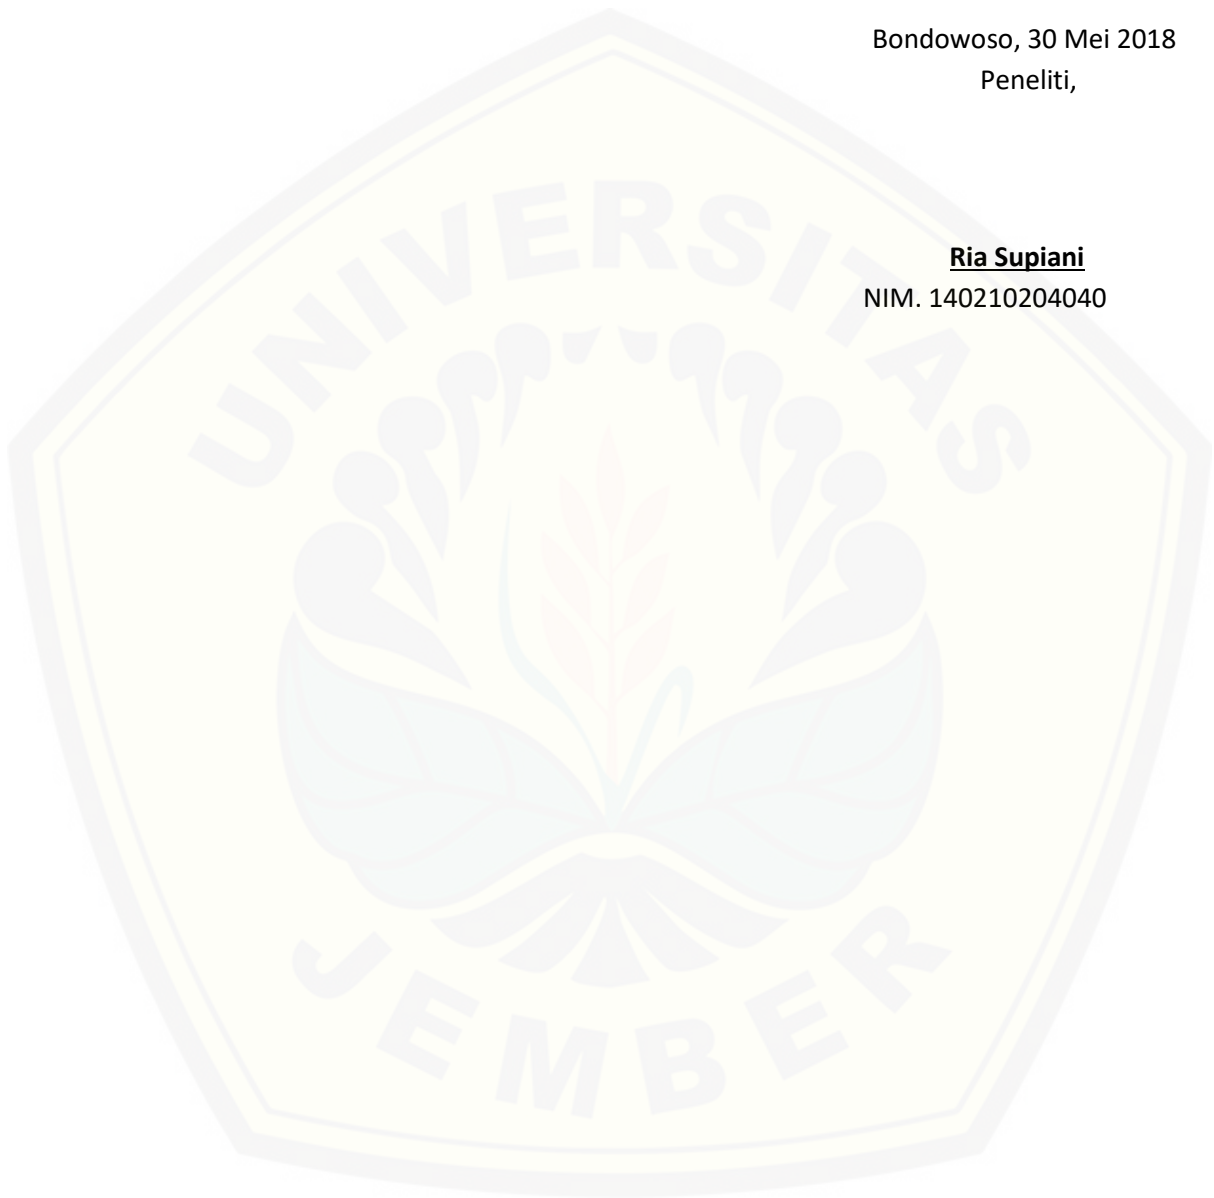 Bondowoso, 30 Mei 2018
Peneliti,
Ria Supiani
NIM. 140210204040
UNIVERSITAS
JEMBER